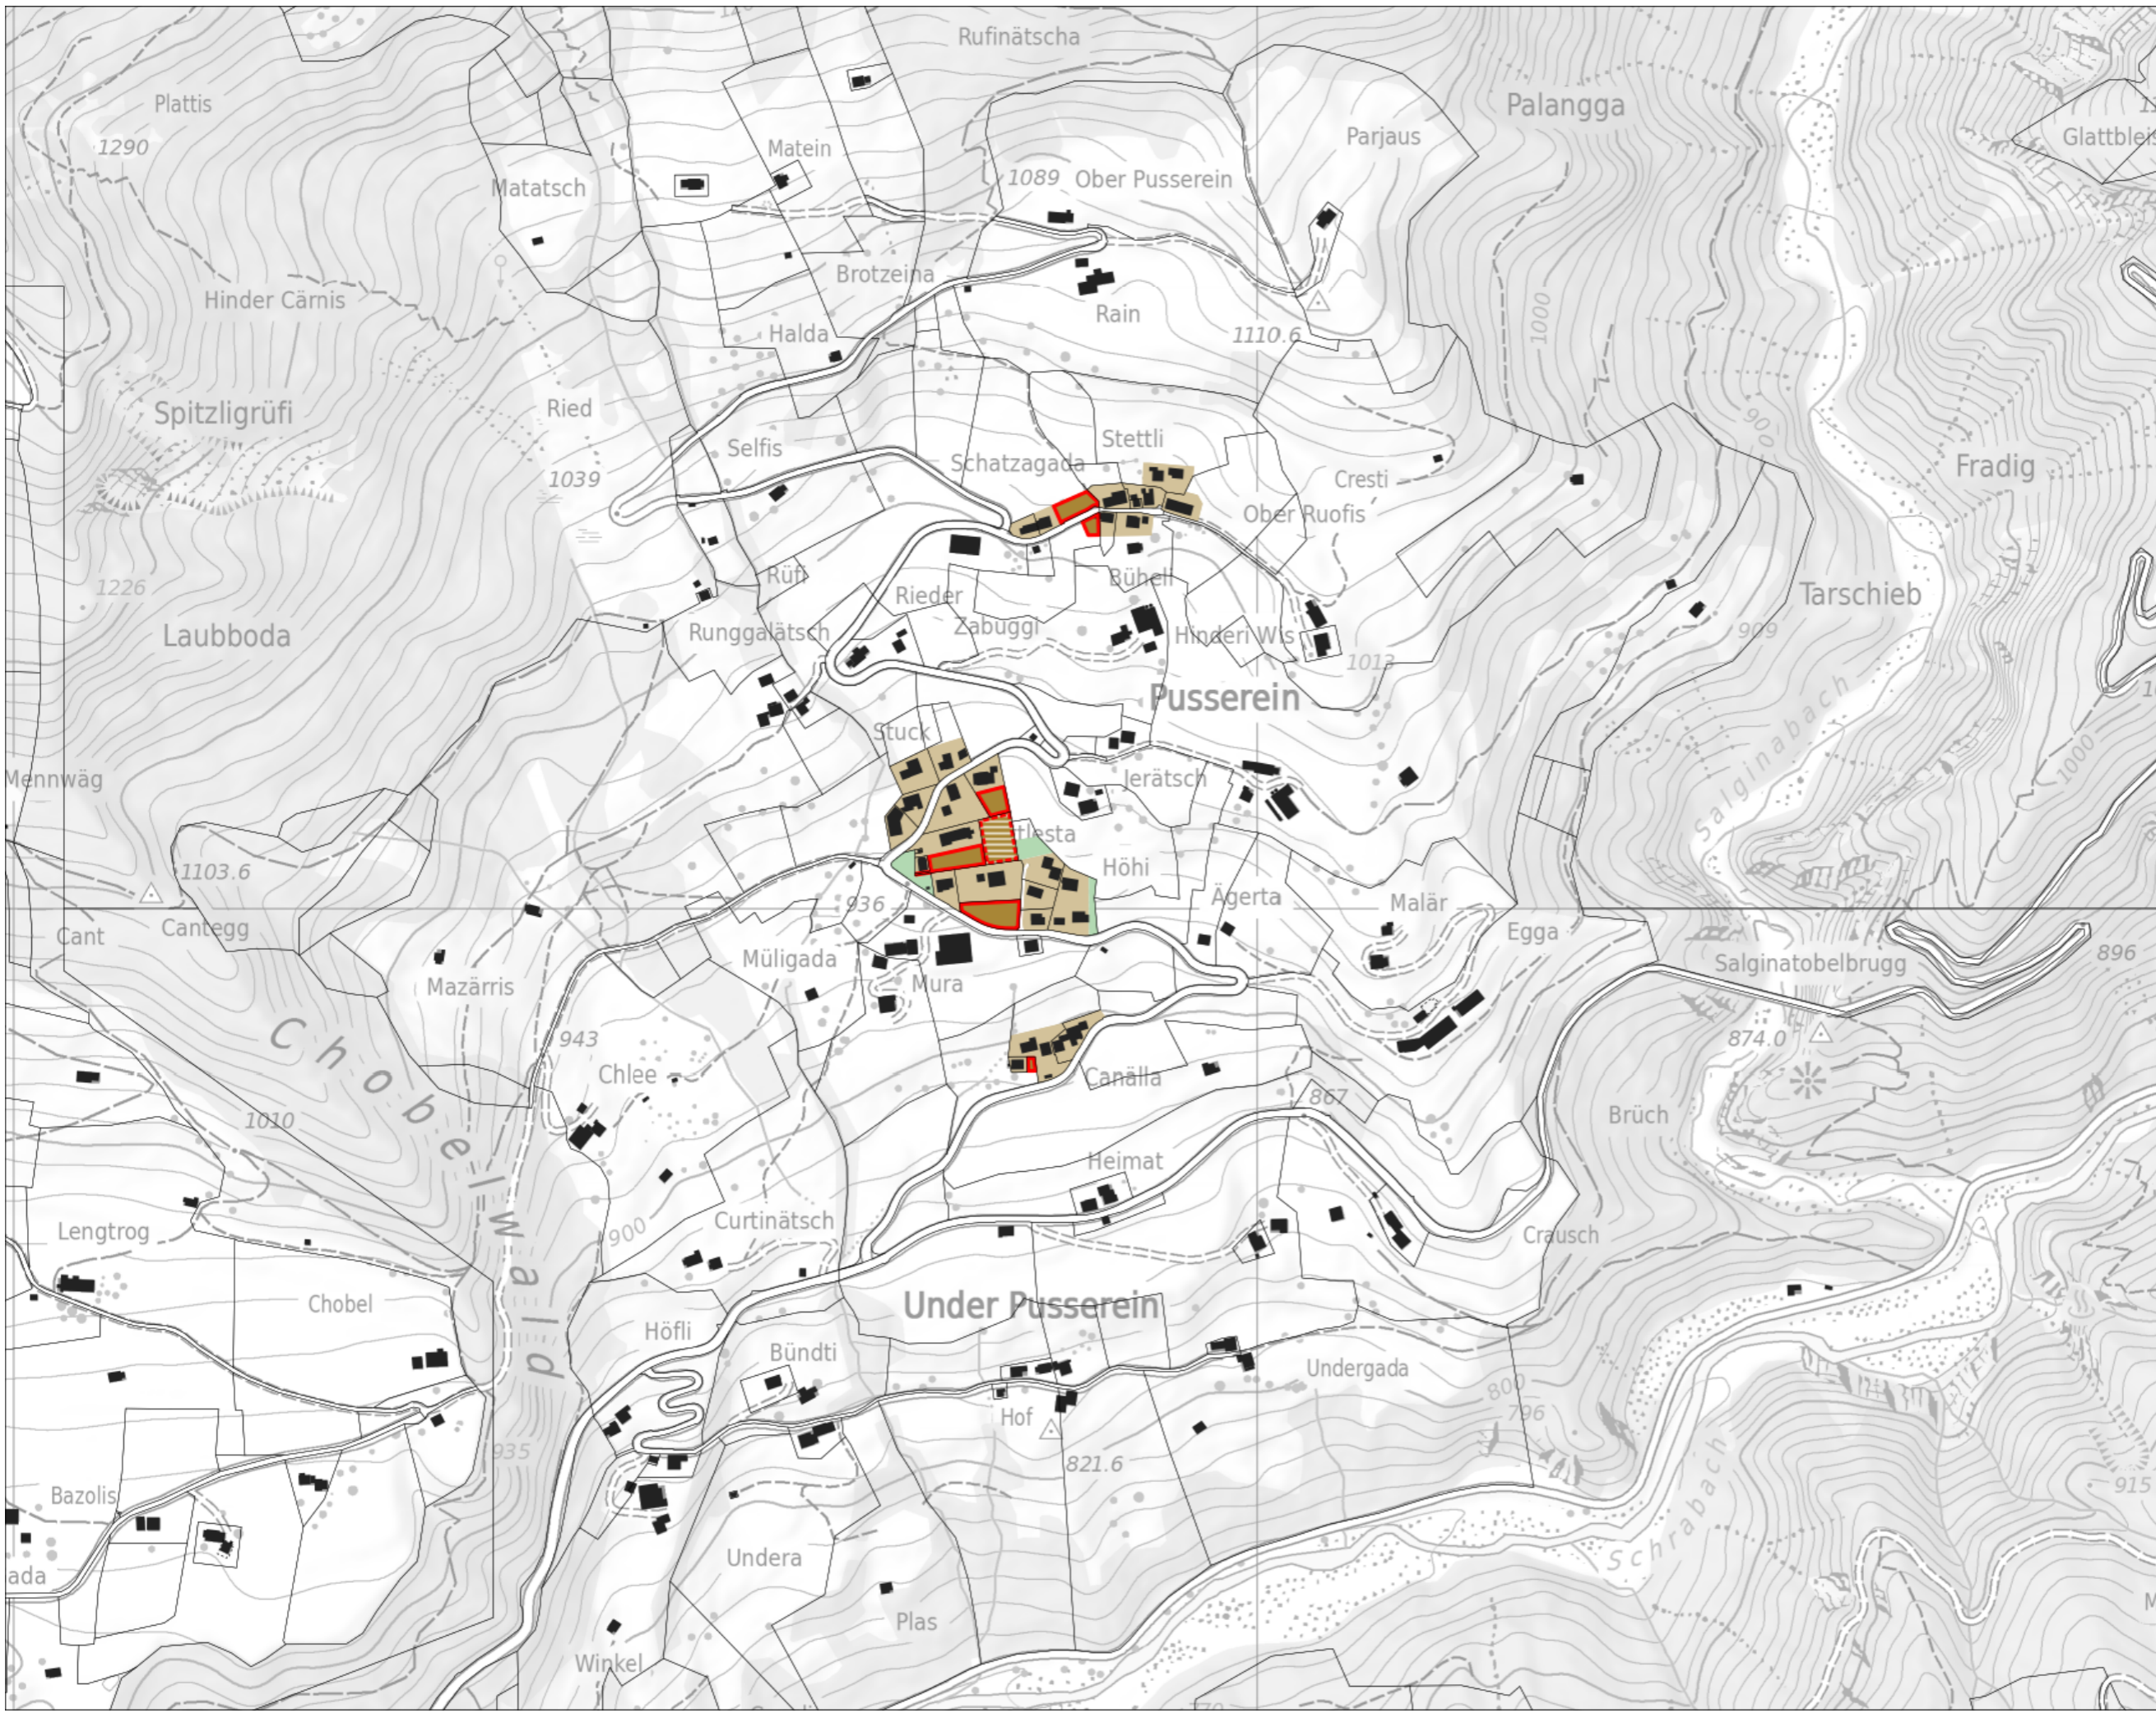 Rufinätscha
Plattis
Palangga
Parjaus
Matein
1290
Matatsch
1089
Ober Pusserein
Brotzeina
Hinder Cärnis
Rain
1000
Halda
1110.6
Spitzligrüfi
Ried
900
Selfis
Stettli
Schatzagada
Fradig
1039
Cresti
Ober Ruofis
1226
Rüfi
Bühell
Rieder
Tarschieb
Laubboda
Runggalätsch
Zabuggi
Hinderi Wis
909
1013
Pusserein
Stuck
Salginabach
Mennwäg
Jerätsch
1000
tlesta
1103.6
Höhi
Ägerta
Malär
936
Cant
Cantegg
Egga
Müligada
Salginatobelbrugg
896
Mazärris
Mura
Chobelwald
943
874.0
Chlee
Canälla
867
1010
Brüch
Heimat
Lengtrog
900
Curtinätsch
Crausch
Chobel
Under Pusserein
Höfli
Bündti
Undergada
800
796
Hof
935
821.6
Schrabach
915
Bazolis
Undera
ada
Plas
Winkel
770